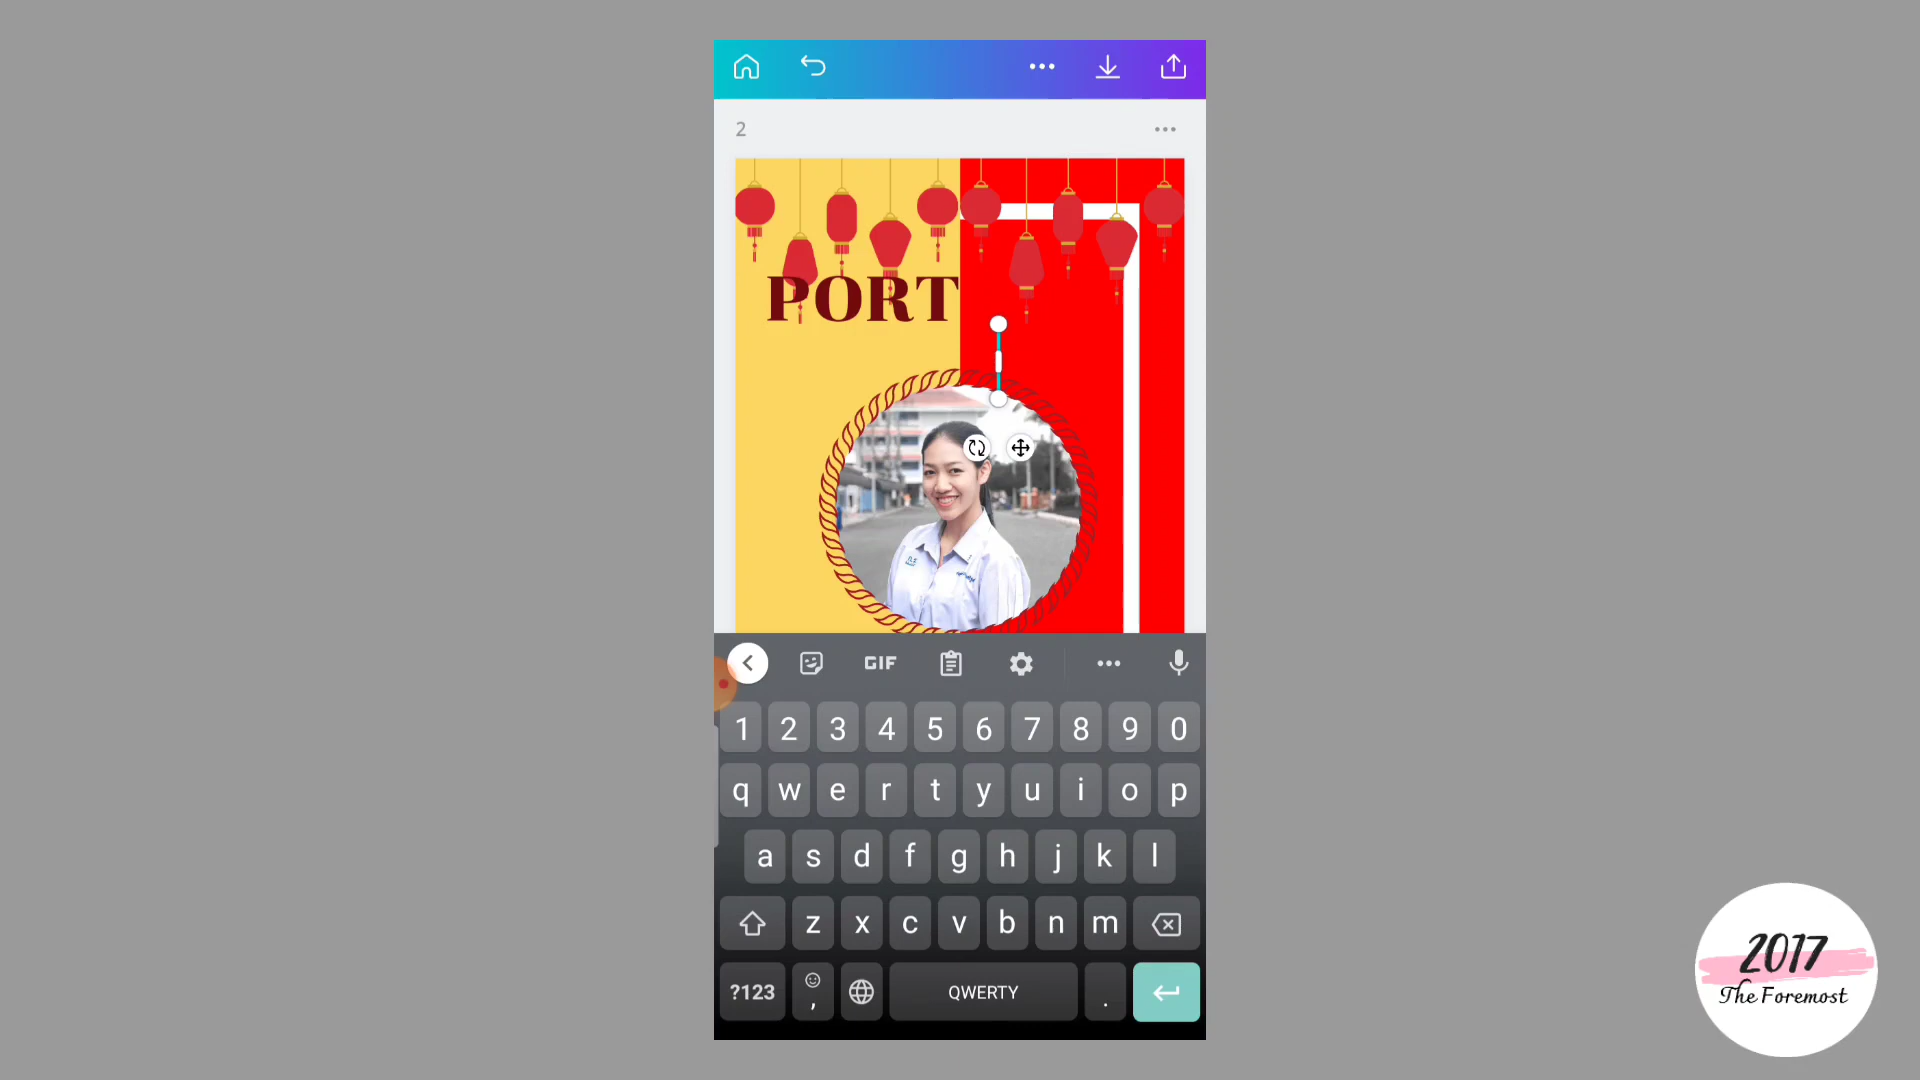 2
PORT
GIF
1 2 3 4 5 6 7 8 9 0
q w e r t y u i o p
a s d f g h j k l
z x c v b n m
?123 , QWERTY .
2017
The Foremost